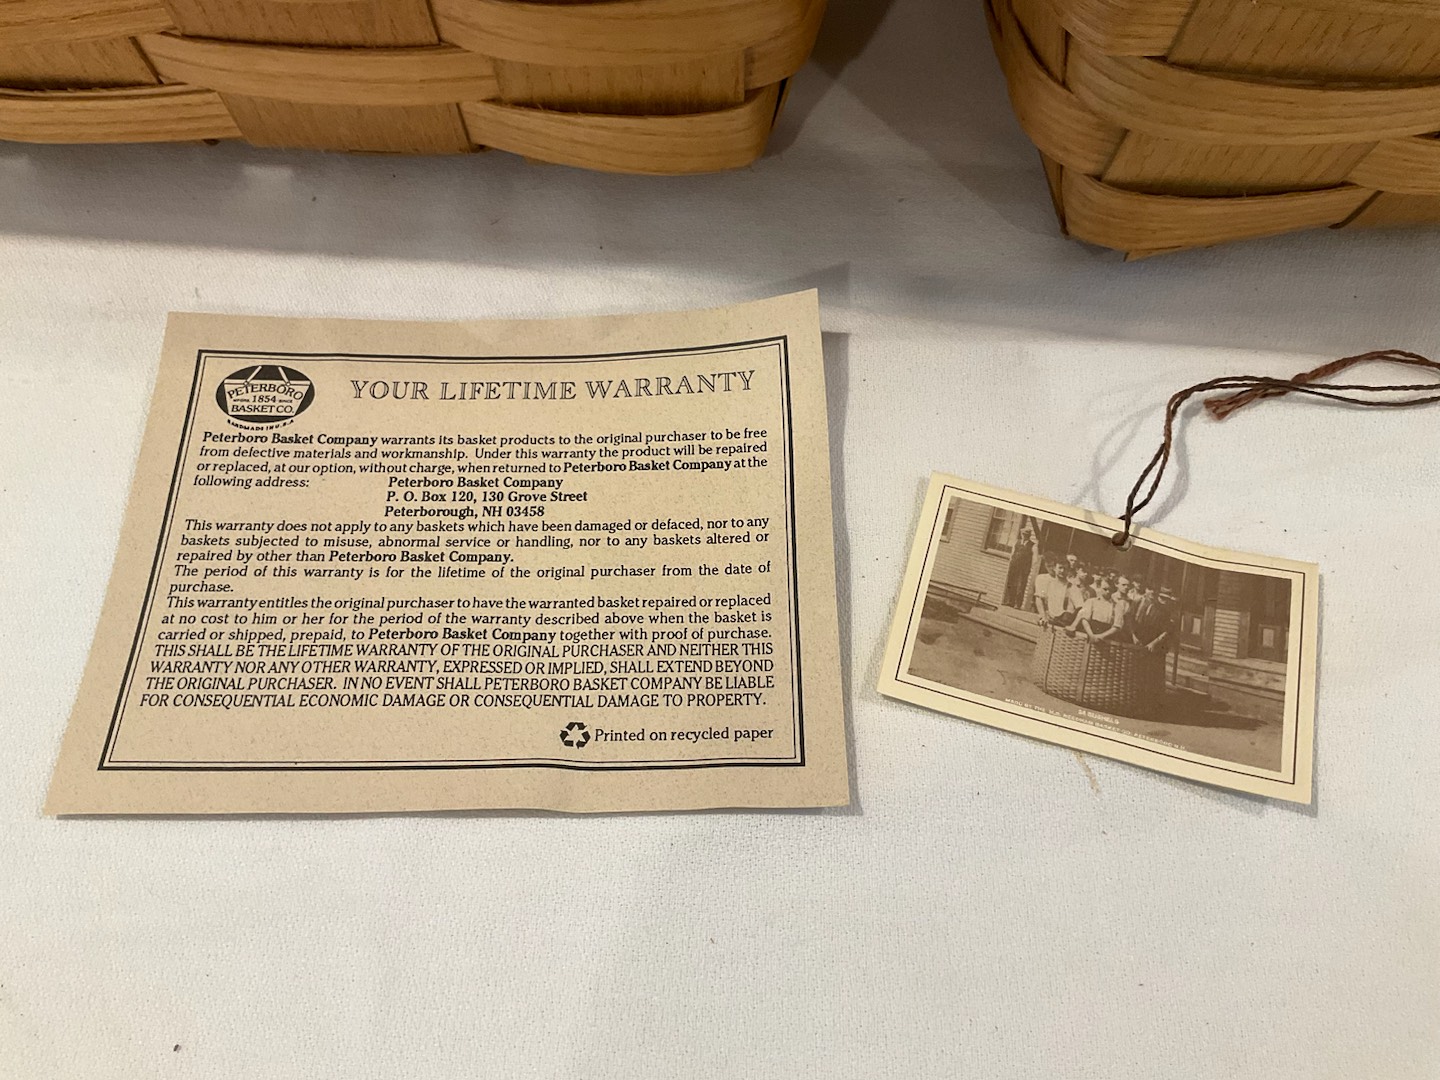 PETERBORO
SINCE 1854 SINCE
BASKET CO.
HANDMADE IN U.S.A.
YOUR LIFETIME WARRANTY
Peterboro Basket Company warrants its basket products to the original purchaser to be free
from defective materials and workmanship. Under this warranty the product will be repaired
or replaced, at our option, without charge, when returned to Peterboro Basket Company at the
following address: Peterboro Basket Company
P. O. Box 120, 130 Grove Street
Peterborough, NH 03458
This warranty does not apply to any baskets which have been damaged or defaced, nor to any
baskets subjected to misuse, abnormal service or handling, nor to any baskets altered or
repaired by other than Peterboro Basket Company.
The period of this warranty is for the lifetime of the original purchaser from the date of
purchase.
This warranty entitles the original purchaser to have the warranted basket repaired or replaced
at no cost to him or her for the period of the warranty described above when the basket is
carried or shipped, prepaid, to Peterboro Basket Company together with proof of purchase.
THIS SHALL BE THE LIFETIME WARRANTY OF THE ORIGINAL PURCHASER AND NEITHER THIS
WARRANTY NOR ANY OTHER WARRANTY, EXPRESSED OR IMPLIED, SHALL EXTEND BEYOND
THE ORIGINAL PURCHASER. IN NO EVENT SHALL PETERBORO BASKET COMPANY BE LIABLE
FOR CONSEQUENTIAL ECONOMIC DAMAGE OR CONSEQUENTIAL DAMAGE TO PROPERTY.
Printed on recycled paper
BUSHELS
MADE BY THE BASKET CO.